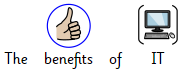 The benefits of IT